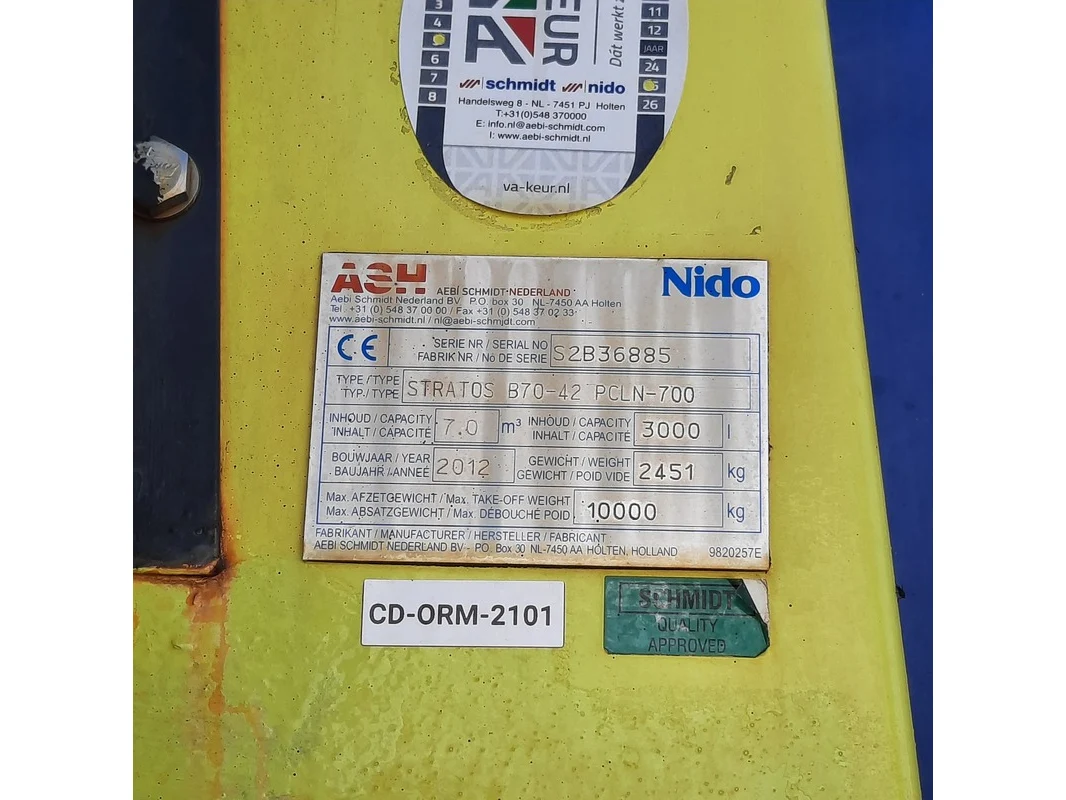 3
4
5
6
7
8
KA
EUR
Dát werkt
11
12
JAAR
24
26
schmidt nido
Handelsweg 8 - NL - 7451 PJ Holten
T:+31(0)548 370000
E: info.nl@aebi-schmidt.com
I: www.aebi-schmidt.nl
va-keur.nl
ASH AEBI SCHMIDT NEDERLAND Nido
Aebi Schmidt Nederland BV P.O. box 30 NL-7450 AA Holten
Tel. +31 (0) 548 37 00 00 / Fax +31 (0) 548 37 02 33
www.aebi-schmidt.nl / nl@aebi-schmidt.com
CE SERIE NR / SERIAL NO S2B36885
FABRIK NR / No DE SERIE
TYPE / TYPE STRATOS B70-42 PCLN-700
TYP / TYPE
INHOUD / CAPACITY 7.0 m³ INHOUD / CAPACITY 3000 l
INHALT / CAPACITÉ INHALT / CAPACITÉ
BOUWJAAR / YEAR 2012 GEWICHT / WEIGHT 2451 kg
BAUJAHR / ANNEÉ GEWICHT / POID VIDE
Max. AFZETGEWICHT / Max. TAKE-OFF WEIGHT 10000 kg
Max. ABSATZGEWICHT / Max. DÉBOUCHÉ POID
FABRIKANT / MANUFACTURER / HERSTELLER / FABRICANT
AEBI SCHMIDT NEDERLAND BV - PO. Box 30 NL-7450 AA HOLTEN, HOLLAND 9820257E
CD-ORM-2101
SCHMIDT
QUALITY
APPROVED